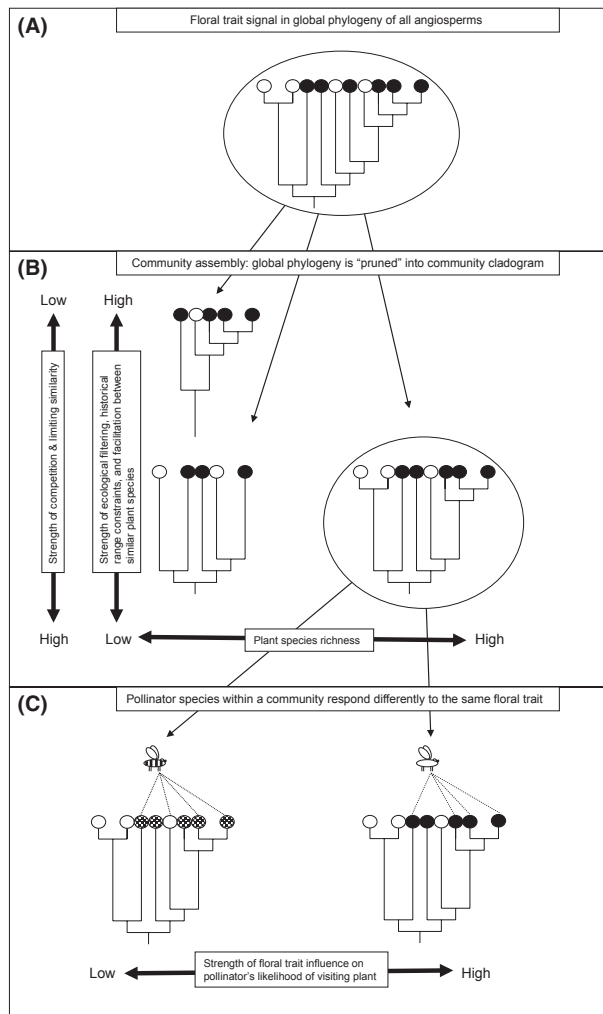 (A)
Floral trait signal in global phylogeny of all angiosperms
(B)
Community assembly: global phylogeny is "pruned" into community cladogram
Low
High
Strength of competition & limiting similarity
Strength of ecological filtering, historical
range constraints, and facilitation between
similar plant species
High
Low
Plant species richness
High
(C)
Pollinator species within a community respond differently to the same floral trait
Low
Strength of floral trait influence on
pollinator's likelihood of visiting plant
High